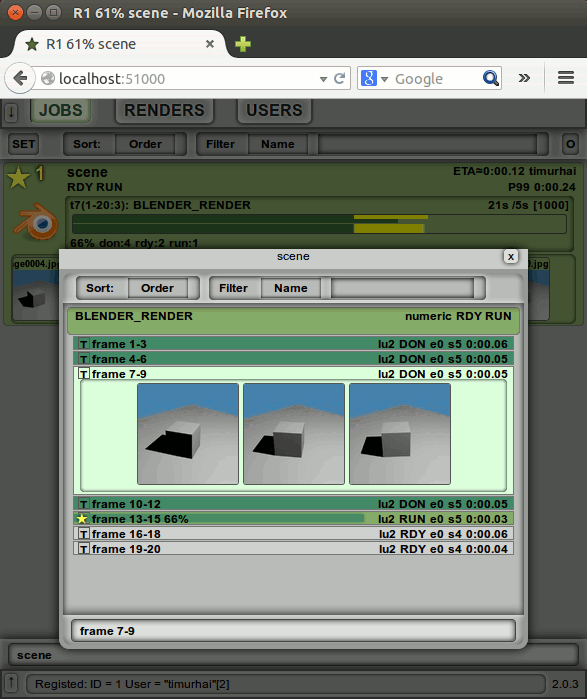 R1 61% scene - Mozilla Firefox
R1 61% scene
localhost:51000
Google
JOBS RENDERS USERS
SET Sort: Order Filter Name O
1 scene ETA≈0:00.12 timurhai
RDY RUN P99 0:00.24
t7(1-20:3): BLENDER_RENDER 21s /5s [1000]
66% don:4 rdy:2 run:1
ge0004.jpg .jpg
scene x
Sort: Order Filter Name
BLENDER_RENDER numeric RDY RUN
T frame 1-3 lu2 DON e0 s5 0:00.06
T frame 4-6 lu2 DON e0 s5 0:00.05
T frame 7-9 lu2 DON e0 s5 0:00.05
T frame 10-12 lu2 DON e0 s5 0:00.05
frame 13-15 66% lu2 RUN e0 s5 0:00.03
T frame 16-18 lu2 RDY e0 s4 0:00.06
T frame 19-20 lu2 RDY e0 s4 0:00.04
frame 7-9
scene
Registed: ID = 1 User = "timurhai"[2] 2.0.3